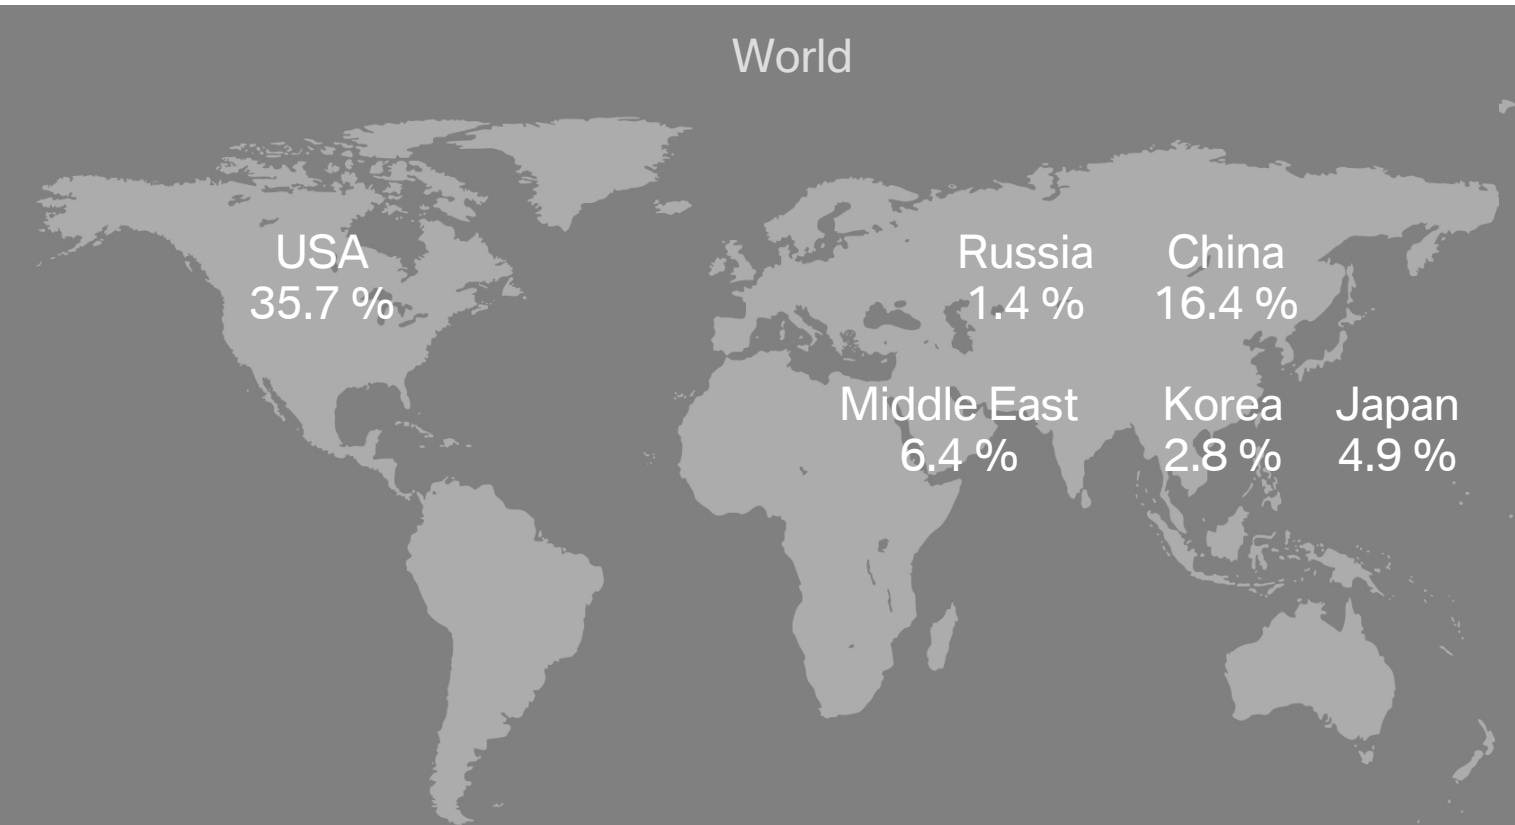 World
USA
35.7 %
Russia
1.4 %
China
16.4 %
Middle East
6.4 %
Korea
2.8 %
Japan
4.9 %